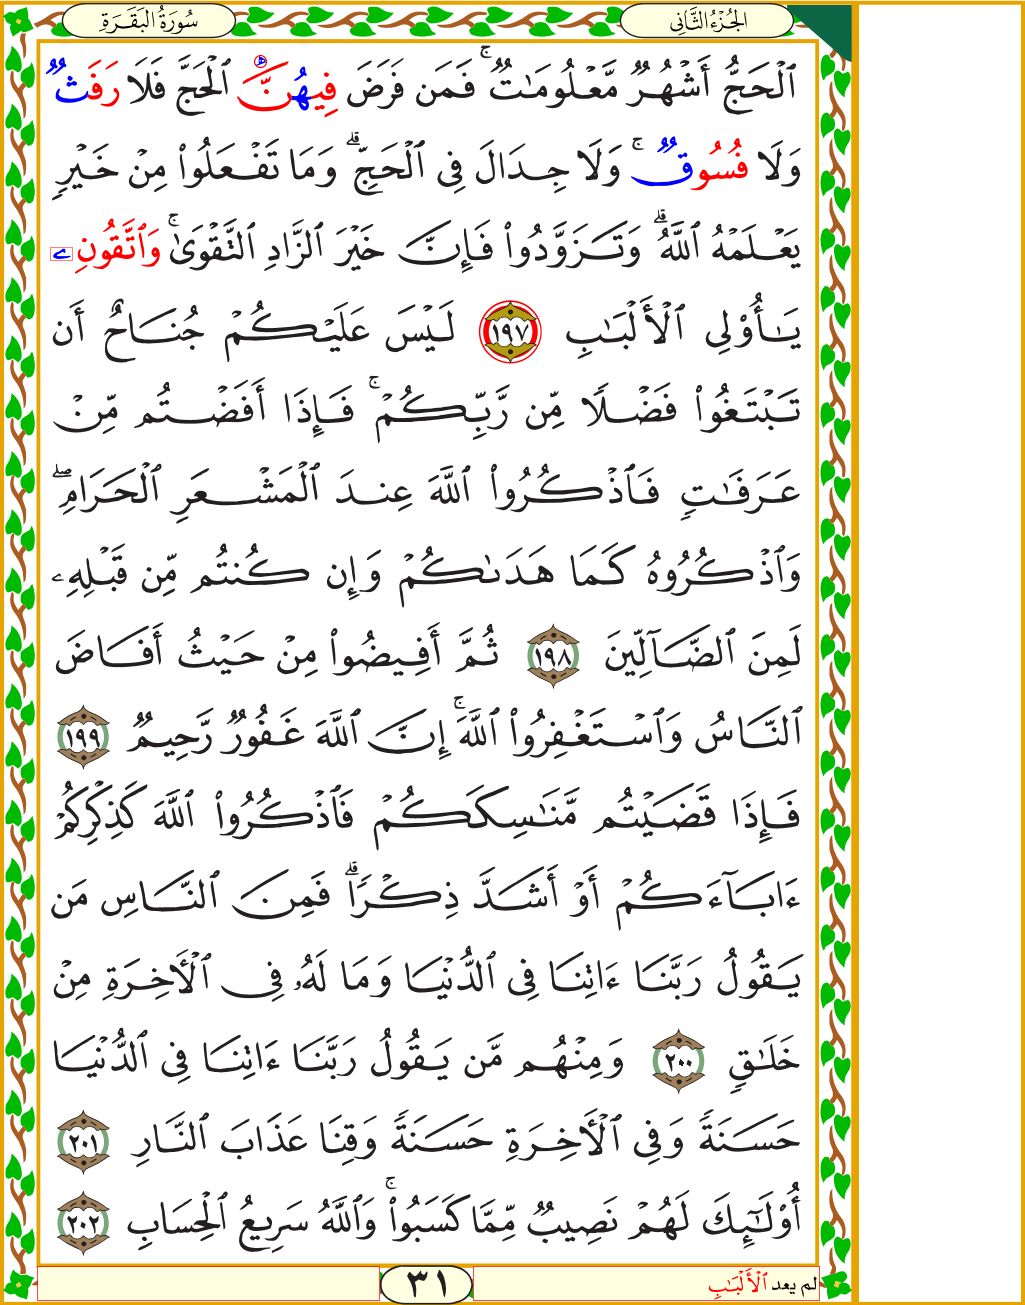 الجُزْءُ الثَّانِي
سُورَةُ البَقَرَةِ
ٱلْحَجُّ أَشْهُرٌ مَّعْلُومَٰتٌ ۚ فَمَن فَرَضَ فِيهِنَّ ٱلْحَجَّ فَلَا رَفَثٌ
وَلَا فُسُوقٌ ۚ وَلَا جِدَالَ فِى ٱلْحَجِّ ۗ وَمَا تَفْعَلُوا۟ مِنْ خَيْرٍ
يَعْلَمْهُ ٱللَّهُ ۗ وَتَزَوَّدُوا۟ فَإِنَّ خَيْرَ ٱلزَّادِ ٱلتَّقْوَىٰ ۚ وَٱتَّقُونِ ے
يَٰٓأُو۟لِى ٱلْأَلْبَٰبِ ١٩٧ لَيْسَ عَلَيْكُمْ جُنَاحٌ أَن
تَبْتَغُوا۟ فَضْلًا مِّن رَّبِّكُمْ ۚ فَإِذَآ أَفَضْتُم مِّنْ
عَرَفَٰتٍ فَٱذْكُرُوا۟ ٱللَّهَ عِندَ ٱلْمَشْعَرِ ٱلْحَرَامِ ۖ
وَٱذْكُرُوهُ كَمَا هَدَىٰكُمْ وَإِن كُنتُم مِّن قَبْلِهِۦ
لَمِنَ ٱلضَّآلِّينَ ١٩٨ ثُمَّ أَفِيضُوا۟ مِنْ حَيْثُ أَفَاضَ
ٱلنَّاسُ وَٱسْتَغْفِرُوا۟ ٱللَّهَ ۚ إِنَّ ٱللَّهَ غَفُورٌ رَّحِيمٌ ١٩٩
فَإِذَا قَضَيْتُم مَّنَٰسِكَكُمْ فَٱذْكُرُوا۟ ٱللَّهَ كَذِكْرِكُمْ
ءَابَآءَكُمْ أَوْ أَشَدَّ ذِكْرًا ۗ فَمِنَ ٱلنَّاسِ مَن
يَقُولُ رَبَّنَآ ءَاتِنَا فِى ٱلدُّنْيَا وَمَا لَهُۥ فِى ٱلْأَخِرَةِ مِنْ
خَلَٰقٍ ٢٠٠ وَمِنْهُم مَّن يَقُولُ رَبَّنَآ ءَاتِنَا فِى ٱلدُّنْيَا
حَسَنَةً وَفِى ٱلْأَخِرَةِ حَسَنَةً وَقِنَا عَذَابَ ٱلنَّارِ ٢٠١
أُو۟لَٰٓئِكَ لَهُمْ نَصِيبٌ مِّمَّا كَسَبُوا۟ ۚ وَٱللَّهُ سَرِيعُ ٱلْحِسَابِ ٢٠٢
لم يعد ٱلْأَلْبَٰبِ
٣١